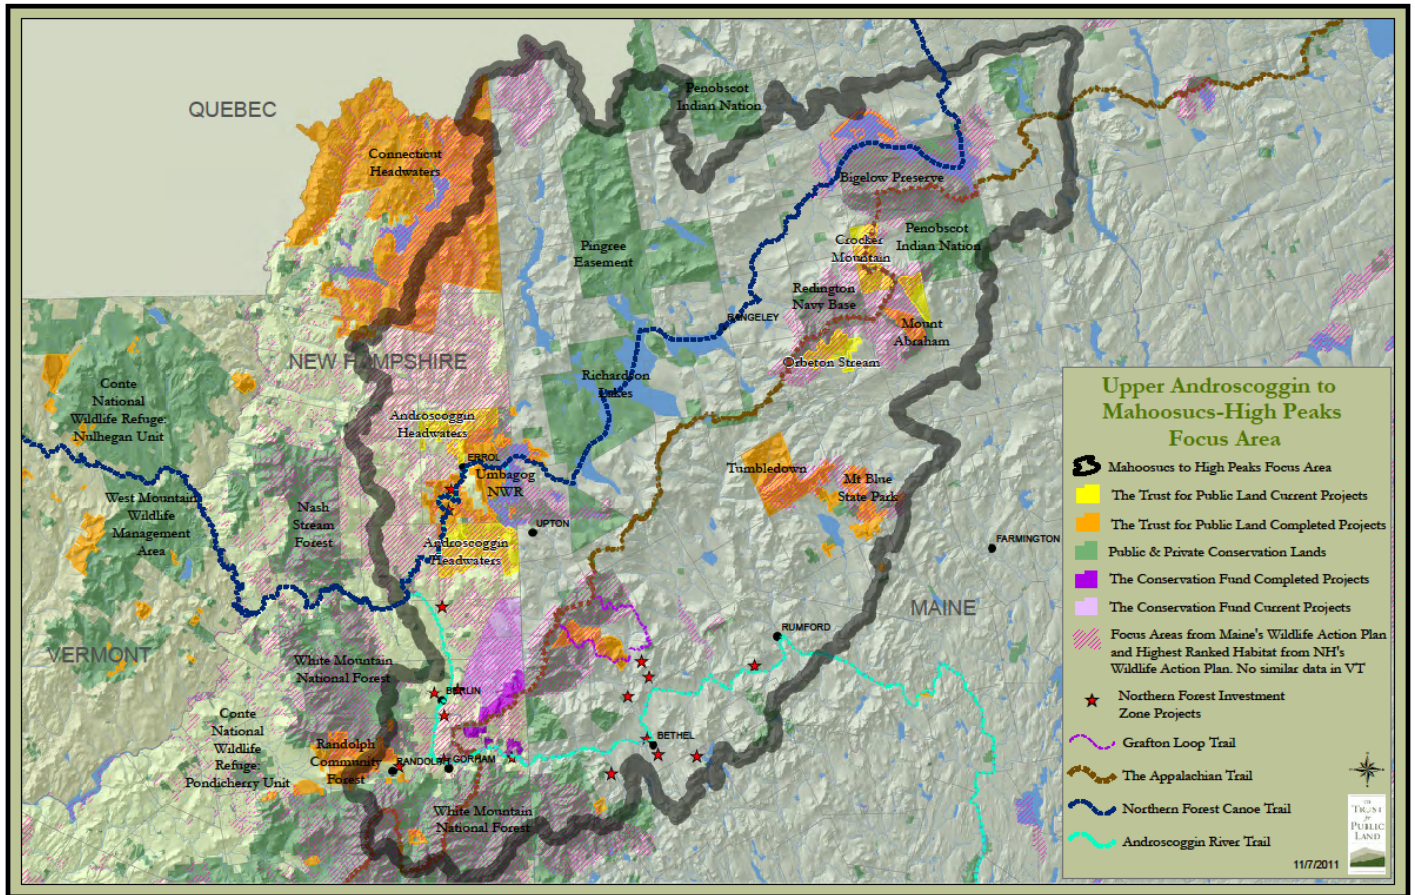 QUEBEC
Penobscot
Indian Nation
Connecticut
Headwaters
Bigelow Preserve
Penobscot
Indian Nation
Crocker
Mountain
Pingree
Easement
Redington
Navy Base
RANGELEY
Mount
Abraham
Orbeton Stream
NEW HAMPSHIRE
Richardson
Lakes
Conte
National
Wildlife Refuge:
Nulhegan Unit
Androscoggin
Headwaters
ERROL
Umbagog
NWR
Tumbledown
Mt Blue
State Park
West Mountain
Wildlife
Management
Area
Nash
Stream
Forest
UPTON
Androscoggin
Headwaters
FARMINGTON
MAINE
VERMONT
RUMFORD
White Mountain
National Forest
BERLIN
Conte
National
Wildlife
Refuge:
Pondicherry Unit
Randolph
Community
Forest
RANDOLPH
GORHAM
BETHEL
White Mountain
National Forest
Upper Androscoggin to
Mahoosucs-High Peaks
Focus Area
Mahoosucs to High Peaks Focus Area
The Trust for Public Land Current Projects
The Trust for Public Land Completed Projects
Public & Private Conservation Lands
The Conservation Fund Completed Projects
The Conservation Fund Current Projects
Focus Areas from Maine's Wildlife Action Plan
and Highest Ranked Habitat from NH's
Wildlife Action Plan. No similar data in VT
Northern Forest Investment
Zone Projects
Grafton Loop Trail
The Appalachian Trail
Northern Forest Canoe Trail
Androscoggin River Trail
THE
TRUST
for
PUBLIC
LAND
11/7/2011